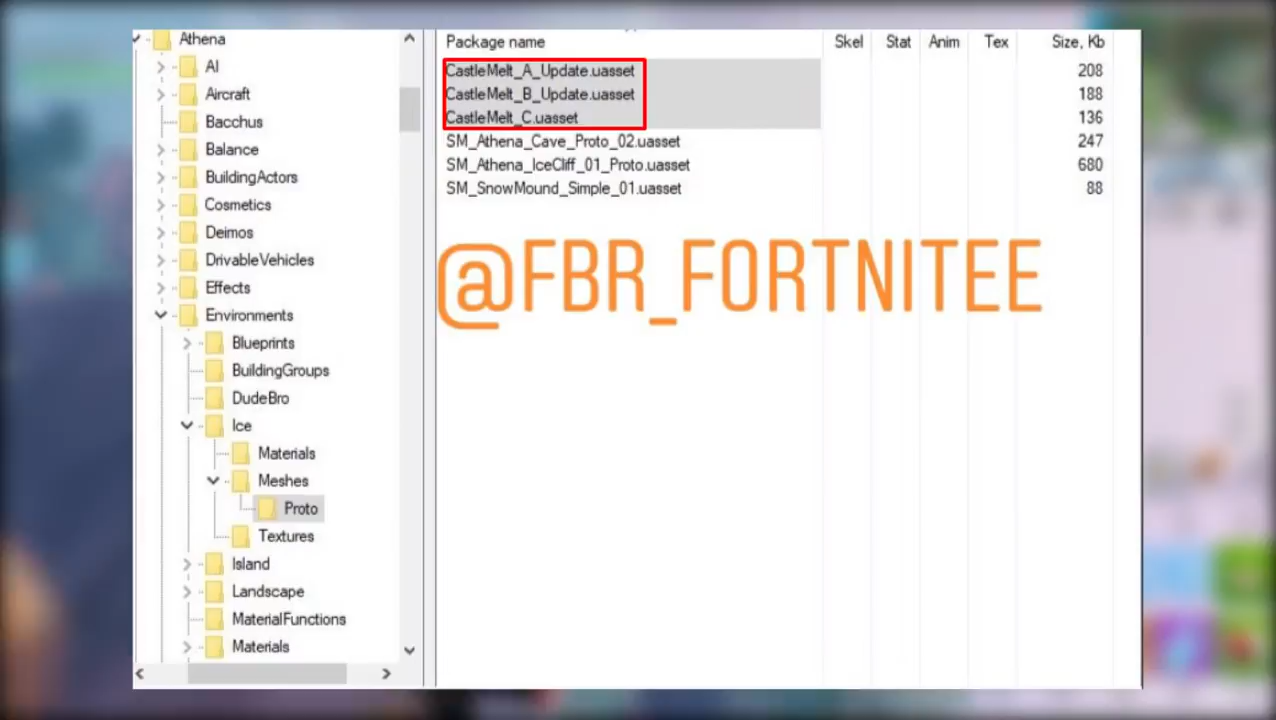 Athena
AI
Aircraft
Bacchus
Balance
BuildingActors
Cosmetics
Deimos
DrivableVehicles
Effects
Environments
Blueprints
BuildingGroups
DudeBro
Ice
Materials
Meshes
Proto
Textures
Island
Landscape
MaterialFunctions
Materials
Package name Skel Stat Anim Tex Size, Kb
CastleMelt_A_Update.uasset 208
CastleMelt_B_Update.uasset 188
CastleMelt_C.uasset 136
SM_Athena_Cave_Proto_02.uasset 247
SM_Athena_IceCliff_01_Proto.uasset 680
SM_SnowMound_Simple_01.uasset 88
@FBR_FORTNITEE